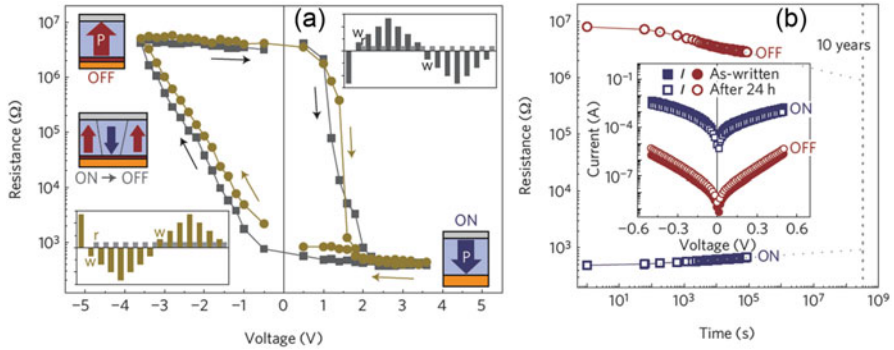 (a)
Resistance (Ω)
10⁷
10⁶
10⁵
10⁴
10³
P
OFF
ON → OFF
r
w
w
w
r
w
ON
P
-5 -4 -3 -2 -1 0 1 2 3 4 5
Voltage (V)
(b)
Resistance (Ω)
10⁷
10⁶
10⁵
10⁴
10³
OFF
10 years
/ As-written
/ After 24 h
Current (A)
10⁻¹
10⁻⁴
10⁻⁷
ON
OFF
-0.6 -0.3 0 0.3 0.6
Voltage (V)
ON
10¹ 10³ 10⁵ 10⁷ 10⁹
Time (s)